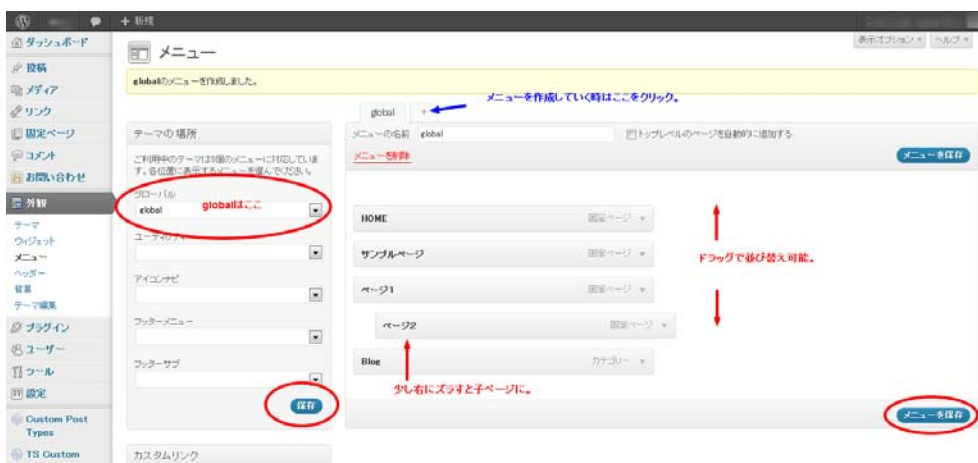 + 新規
表示オプション
ヘルプ
ダッシュボード
投稿
メディア
リンク
固定ページ
コメント
お問い合わせ
外観
テーマ
ウィジェット
メニュー
ヘッダー
背景
テーマ編集
プラグイン
ユーザー
ツール
設定
Custom Post
Types
TS Custom
メニュー
globalのメニューを作成しました。
テーマの場所
ご利用中のテーマは5個のメニューに対応していま
す。各位置に表示するメニューを選んでください。
グローバル
global
globalはここ
ユーティリティ
アイコンナビ
フッターメニュー
フッターサブ
保存
カスタムリンク
global
+
メニューを作成していく時はここをクリック。
メニューの名前 global
トップレベルのページを自動的に追加する
メニューを削除
メニューを保存
HOME 固定ページ
サンプルページ 固定ページ
ドラッグで並び替え可能。
ページ1 固定ページ
ページ2 固定ページ
Blog カテゴリー
少し右にズラすと子ページに。
メニューを保存